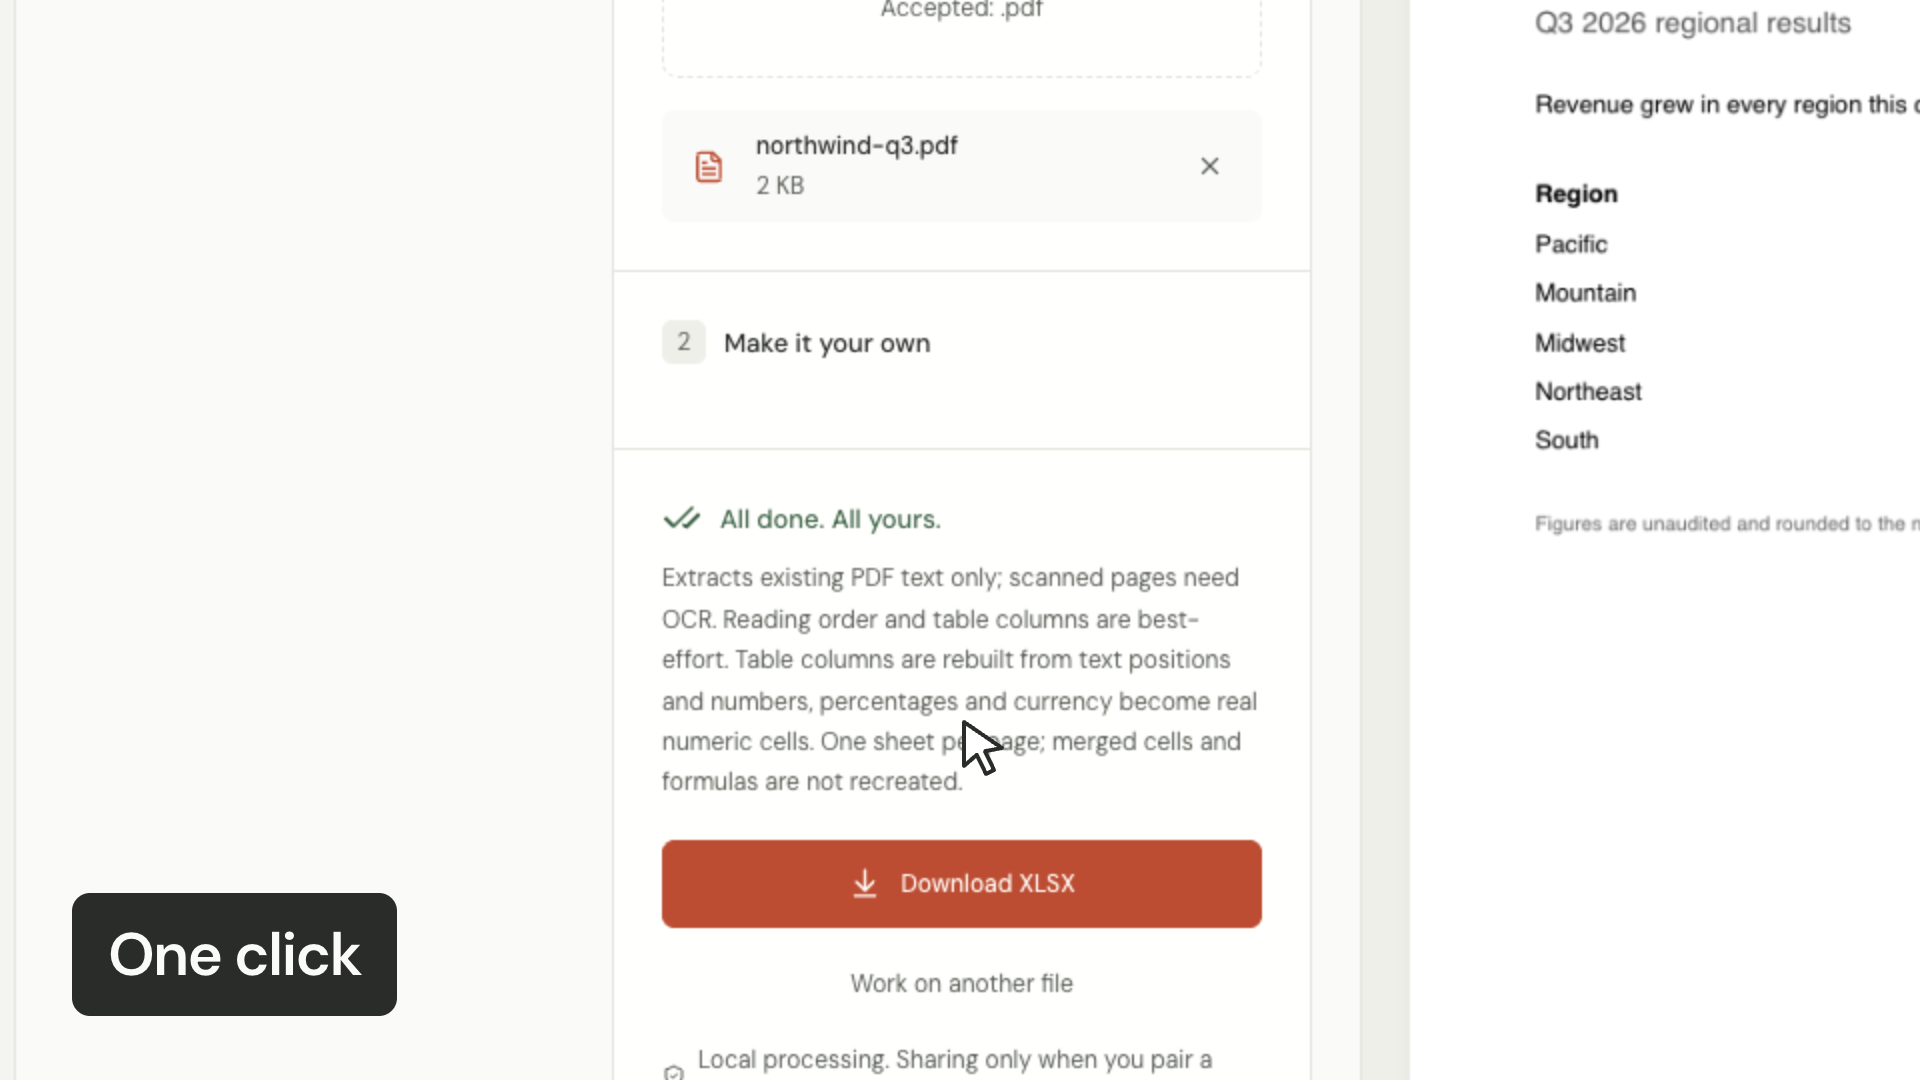 Accepted: .pdf
northwind-q3.pdf
2 KB
2 Make it your own
All done. All yours.
Extracts existing PDF text only; scanned pages need
OCR. Reading order and table columns are best-
effort. Table columns are rebuilt from text positions
and numbers, percentages and currency become real
numeric cells. One sheet page; merged cells and
formulas are not recreated.
Download XLSX
Work on another file
Local processing. Sharing only when you pair a
One click
Q3 2026 regional results
Revenue grew in every region this
Region
Pacific
Mountain
Midwest
Northeast
South
Figures are unaudited and rounded to the